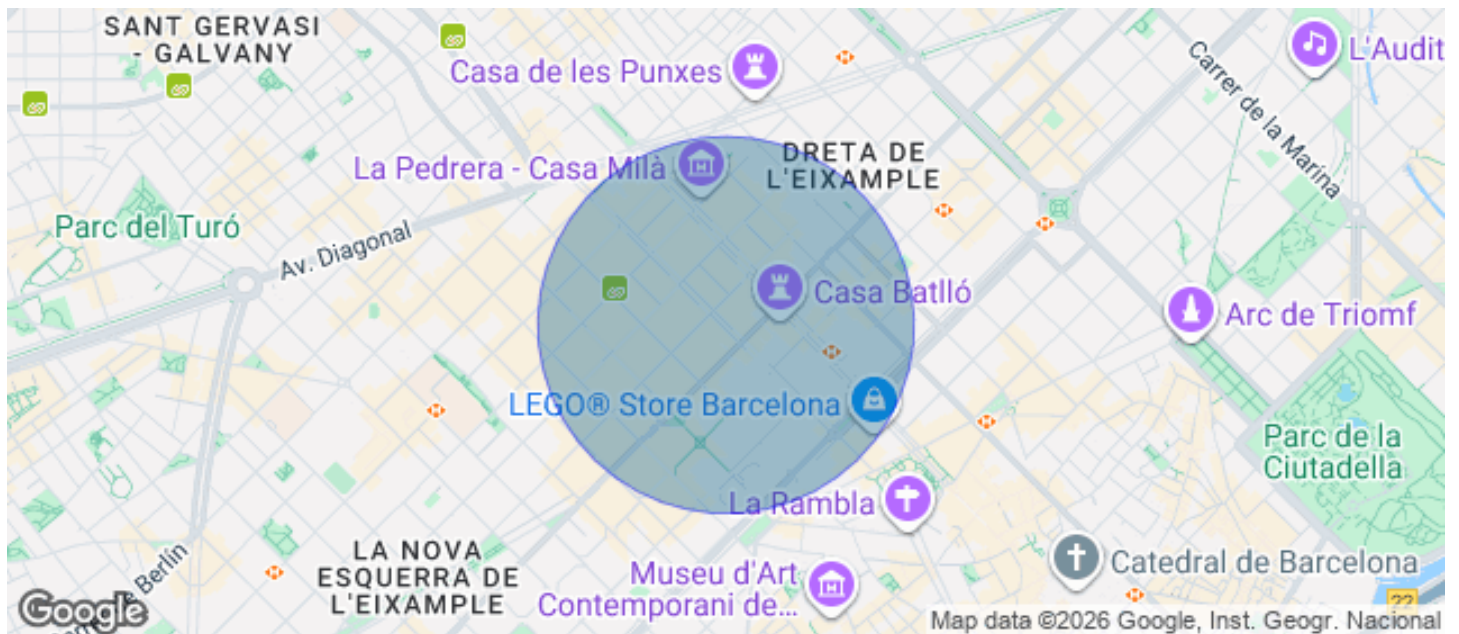 SANT GERVASI
- GALVANY
Casa de les Punxes
L'Audit
Carrer de la Marina
La Pedrera - Casa Milà
DRETA DE
L'EIXAMPLE
Parc del Turó
Av. Diagonal
Casa Batlló
Arc de Triomf
LEGO® Store Barcelona
Parc de la
Ciutadella
La Rambla
LA NOVA
ESQUERRA DE
L'EIXAMPLE
Museu d'Art
Contemporani de...
Catedral de Barcelona
Berlín
22
Google
Map data ©2026 Google, Inst. Geogr. Nacional